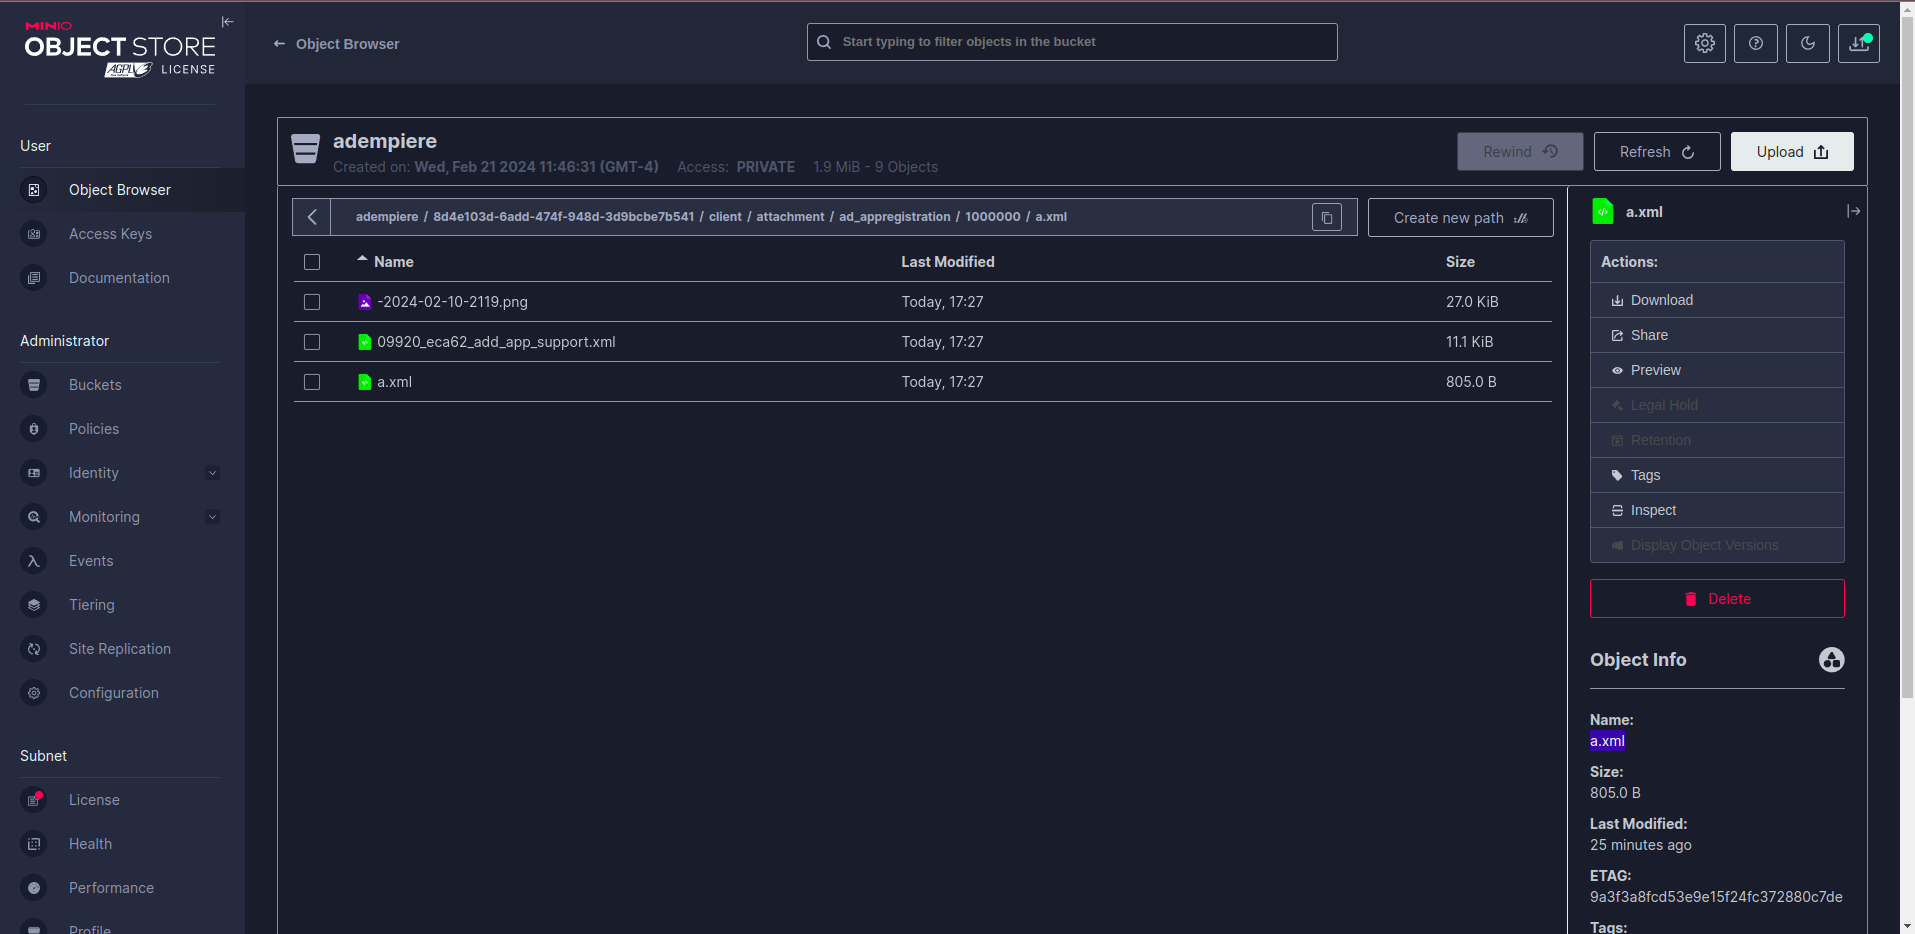 MINIO
OBJECT STORE
AGPL v3 LICENSE
User
Object Browser
Access Keys
Documentation
Administrator
Buckets
Policies
Identity
Monitoring
Events
Tiering
Site Replication
Configuration
Subnet
License
Health
Performance
Profile
← Object Browser
Start typing to filter objects in the bucket
adempiere
Created on: Wed, Feb 21 2024 11:46:31 (GMT-4) Access: PRIVATE 1.9 MiB - 9 Objects
Rewind
Refresh
Upload
adempiere / 8d4e103d-6add-474f-948d-3d9bcbe7b541 / client / attachment / ad_appregistration / 1000000 / a.xml
Create new path
Name Last Modified Size
-2024-02-10-2119.png Today, 17:27 27.0 KiB
09920_eca62_add_app_support.xml Today, 17:27 11.1 KiB
a.xml Today, 17:27 805.0 B
a.xml
Actions:
Download
Share
Preview
Legal Hold
Retention
Tags
Inspect
Display Object Versions
Delete
Object Info
Name:
a.xml
Size:
805.0 B
Last Modified:
25 minutes ago
ETAG:
9a3f3a8fcd53e9e15f24fc372880c7de
Tags: